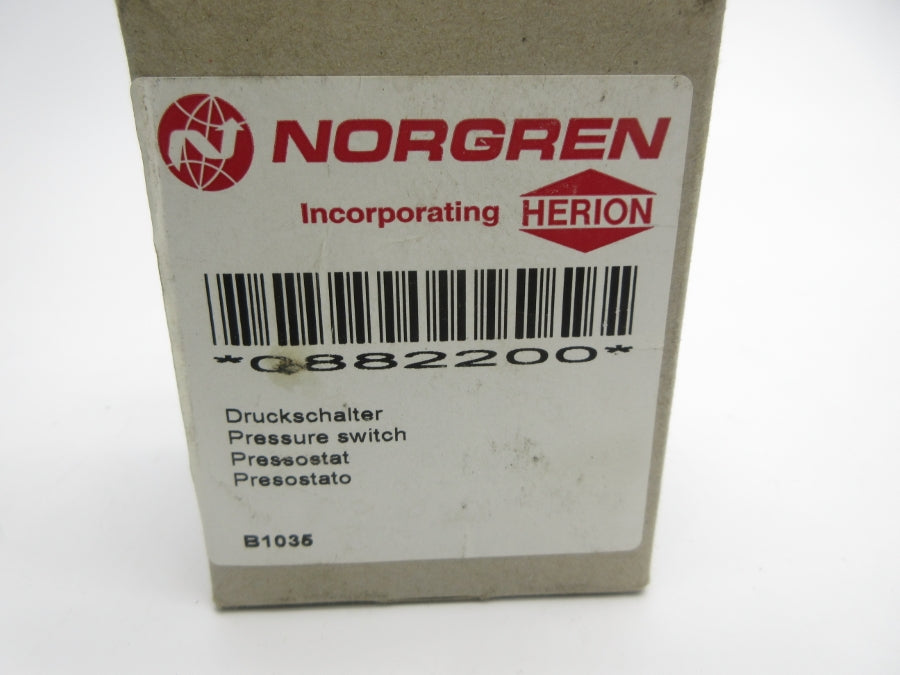 NORGREN
Incorporating HERION
*0882200*
Druckschalter
Pressure switch
Pressostat
Presostato
B1035